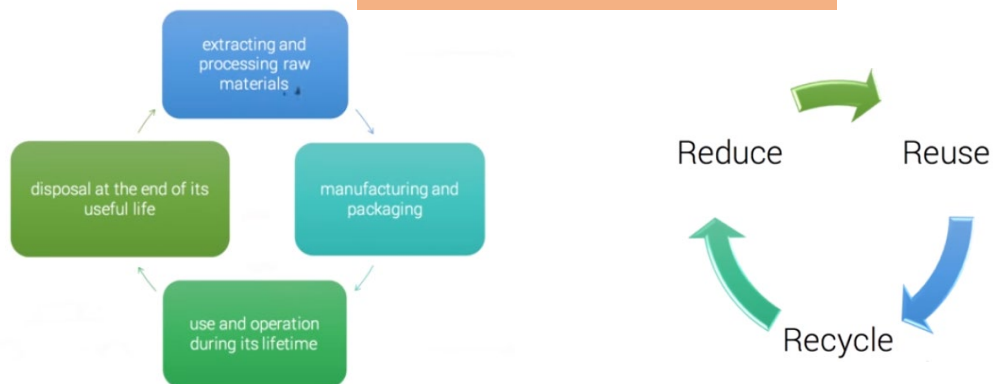 extracting and
processing raw
materials
manufacturing and
packaging
use and operation
during its lifetime
disposal at the end of its
useful life
Reduce
Reuse
Recycle